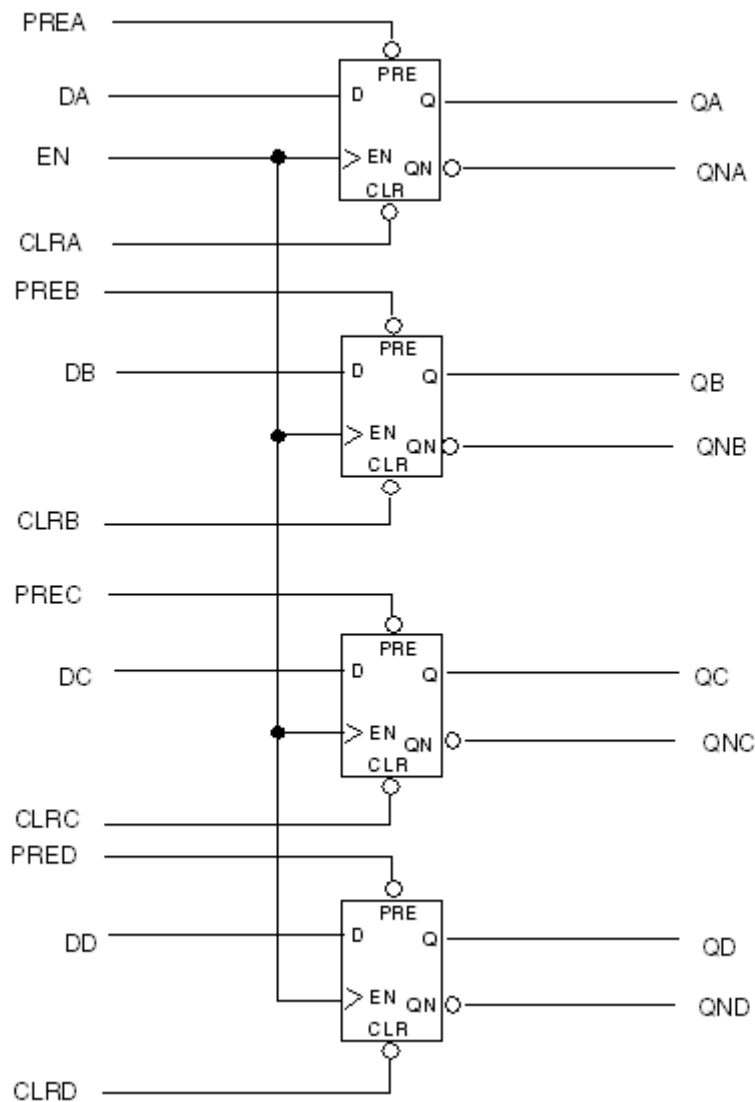 PREA
PRE
DA
D
Q
QA
EN
EN
QN
QNA
CLR
CLRA
PREB
PRE
DB
D
Q
QB
EN
QN
QNB
CLR
CLRB
PREC
PRE
DC
D
Q
QC
EN
QN
QNC
CLR
CLRC
PRED
PRE
DD
D
Q
QD
EN
QN
QND
CLR
CLRD